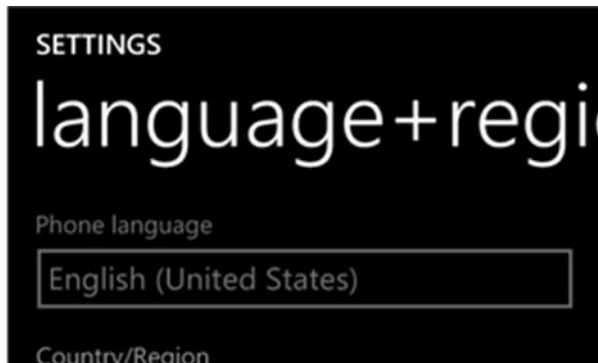 SETTINGS
language+regi
Phone language
English (United States)
Country/Region